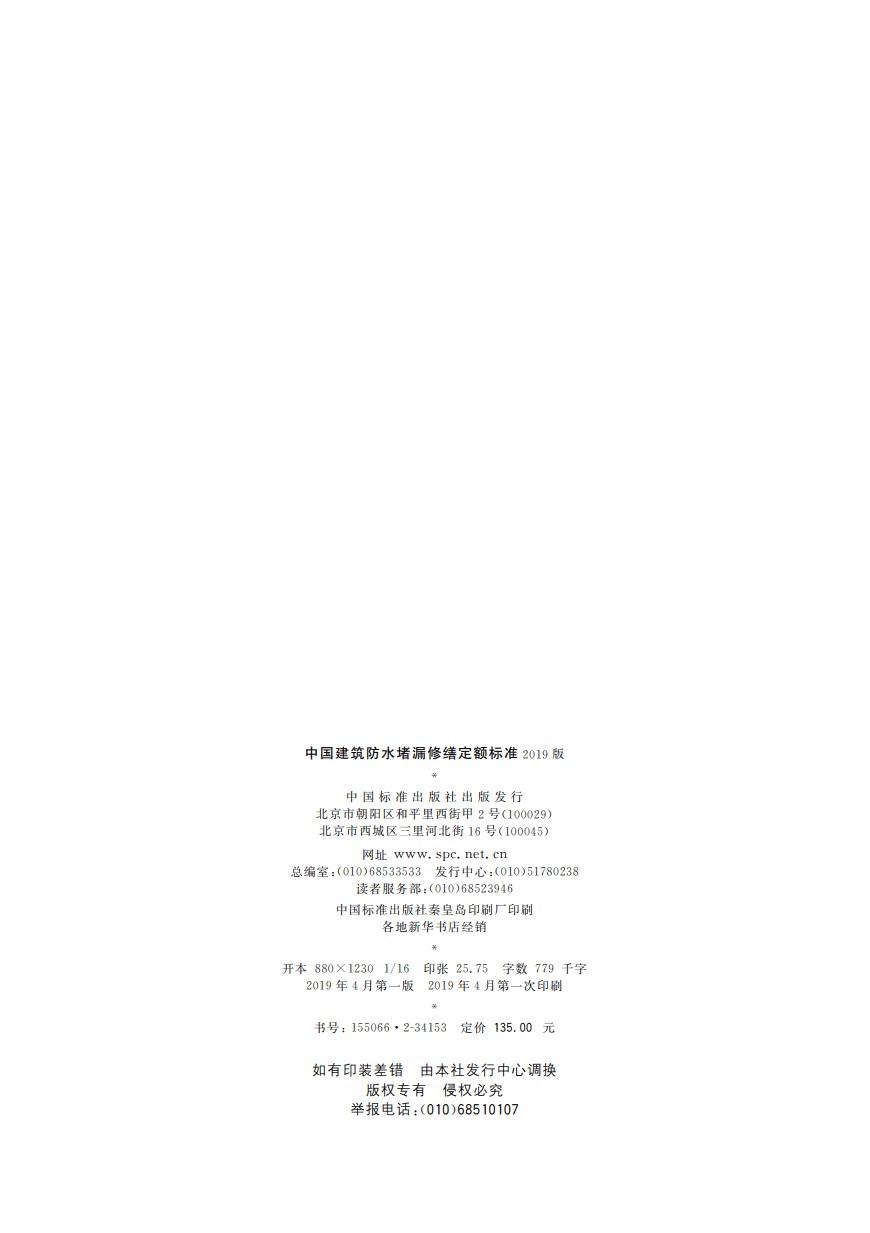 中国建筑防水堵漏修缮定额标准 2019 版
*
中国标准出版社出版发行
北京市朝阳区和平里西街甲 2 号(100029)
北京市西城区三里河北街 16 号(100045)
网址 www.spc.net.cn
总编室:(010)68533533 发行中心:(010)51780238
读者服务部:(010)68523946
中国标准出版社秦皇岛印刷厂印刷
各地新华书店经销
*
开本 880×1230 1/16 印张 25.75 字数 779 千字
2019 年 4 月第一版 2019 年 4 月第一次印刷
*
书号: 155066·2-34153 定价 135.00 元
如有印装差错 由本社发行中心调换
版权专有 侵权必究
举报电话:(010)68510107